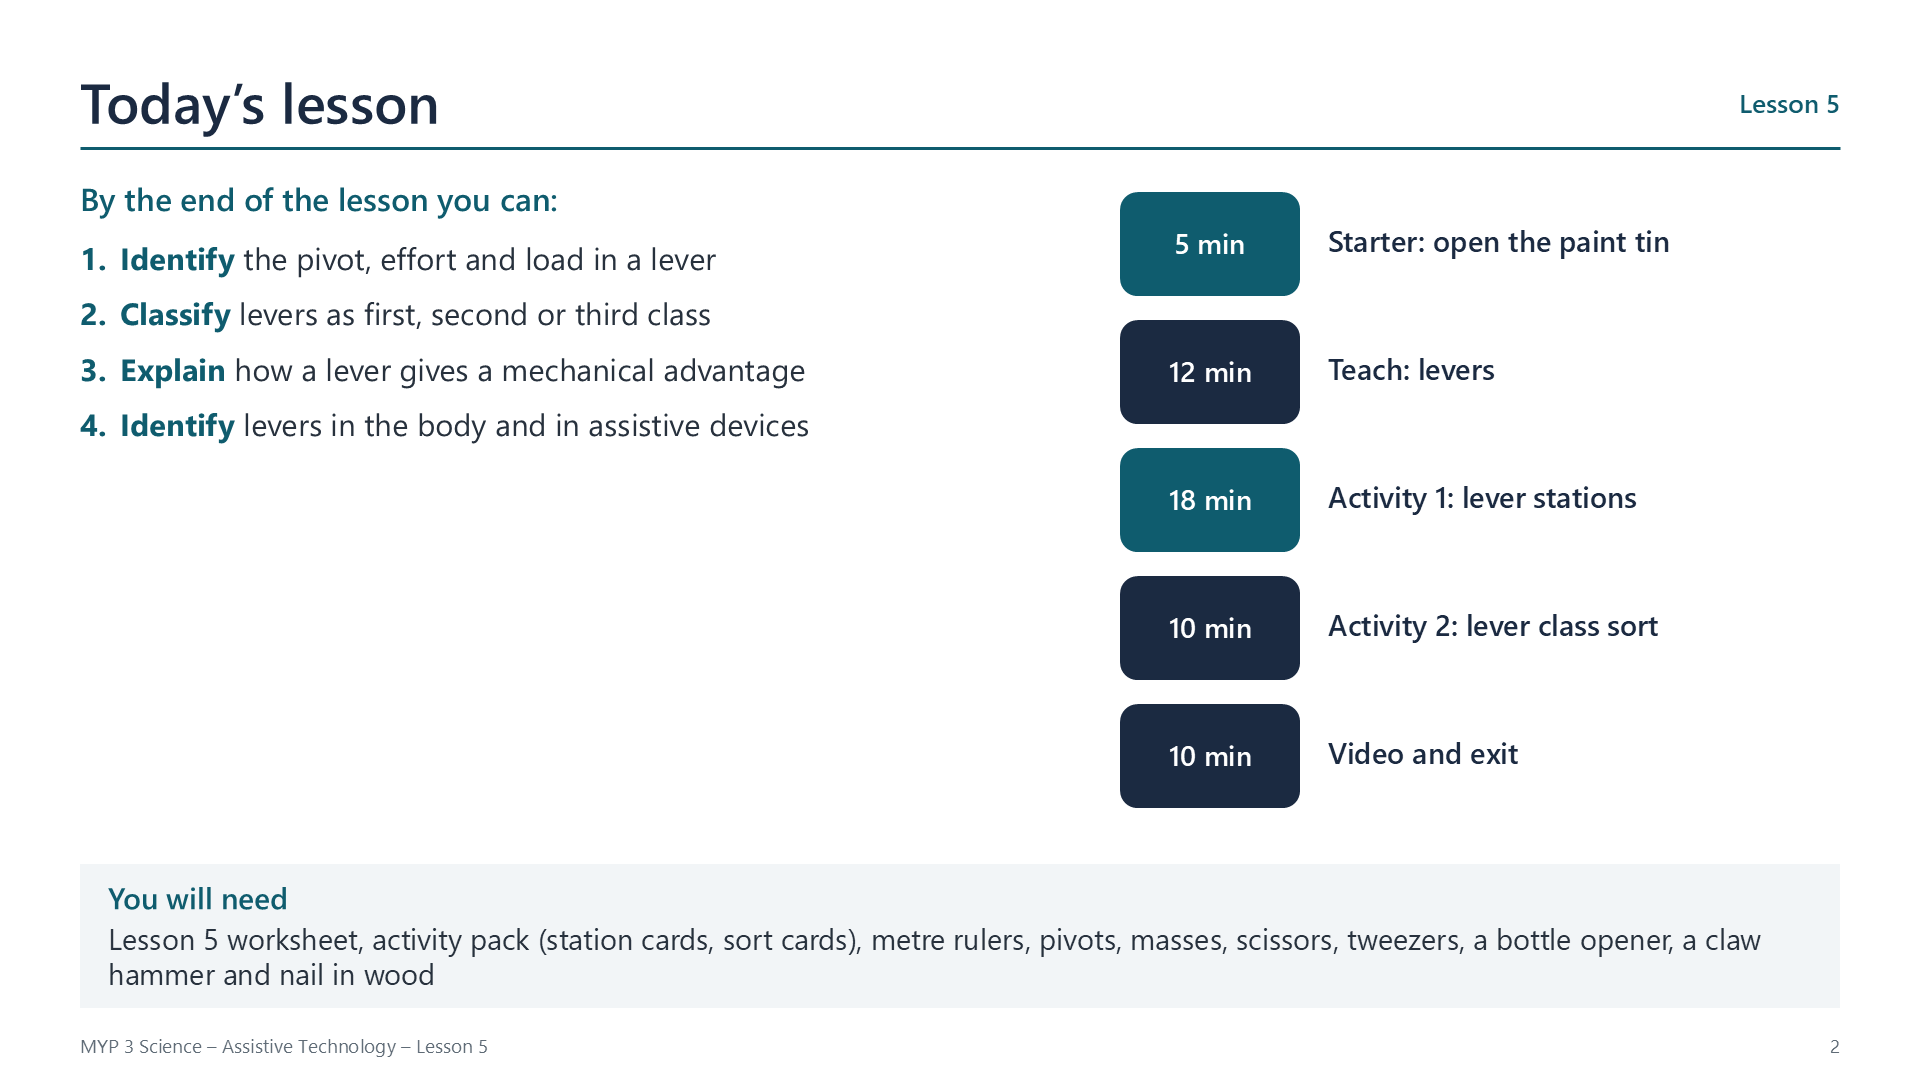 Today’s lesson
Lesson 5
By the end of the lesson you can:
1. Identify the pivot, effort and load in a lever
2. Classify levers as first, second or third class
3. Explain how a lever gives a mechanical advantage
4. Identify levers in the body and in assistive devices
5 min
Starter: open the paint tin
12 min
Teach: levers
18 min
Activity 1: lever stations
10 min
Activity 2: lever class sort
10 min
Video and exit
You will need
Lesson 5 worksheet, activity pack (station cards, sort cards), metre rulers, pivots, masses, scissors, tweezers, a bottle opener, a claw
hammer and nail in wood
MYP 3 Science – Assistive Technology – Lesson 5
2